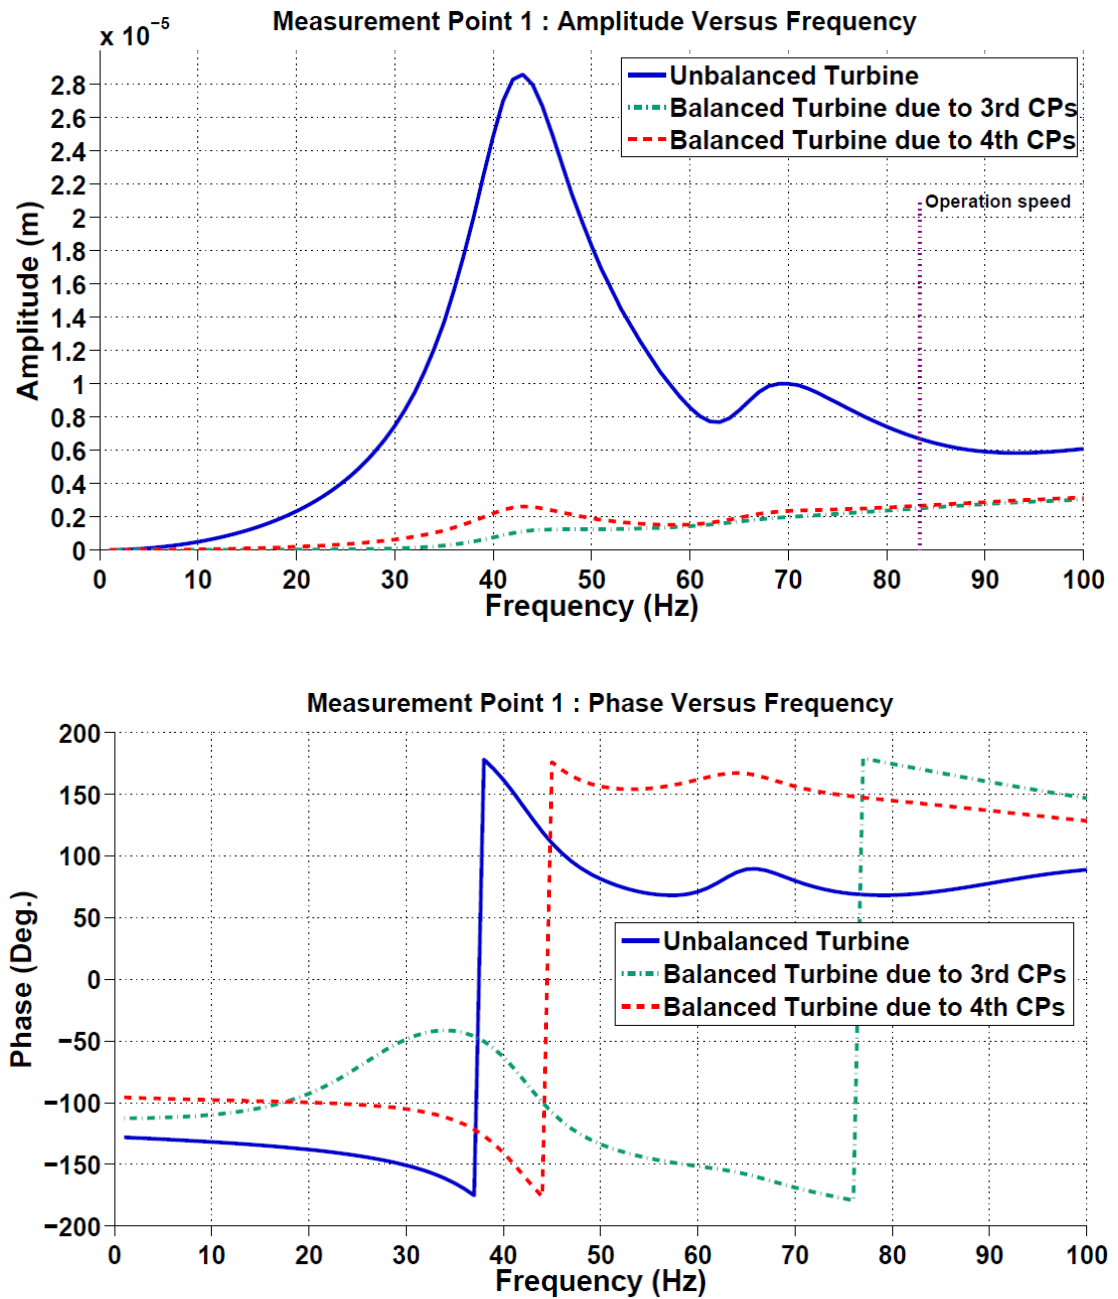 Measurement Point 1 : Amplitude Versus Frequency
x 10⁻⁵
2.8
2.6
2.4
2.2
2
1.8
1.6
1.4
1.2
1
0.8
0.6
0.4
0.2
0
Amplitude (m)
Unbalanced Turbine
Balanced Turbine due to 3rd CPs
Balanced Turbine due to 4th CPs
Operation speed
0 10 20 30 40 50 60 70 80 90 100
Frequency (Hz)
Measurement Point 1 : Phase Versus Frequency
200
150
100
50
0
−50
−100
−150
−200
Phase (Deg.)
Unbalanced Turbine
Balanced Turbine due to 3rd CPs
Balanced Turbine due to 4th CPs
0 10 20 30 40 50 60 70 80 90 100
Frequency (Hz)